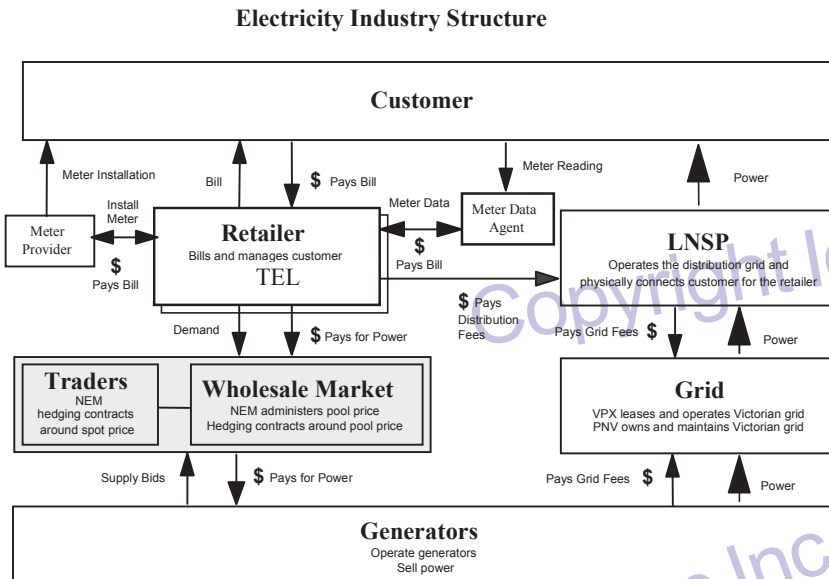 Electricity Industry Structure
Customer
Meter Installation
Bill
$ Pays Bill
Meter Reading
Power
Install
Meter
Meter
Provider
$
Pays Bill
Retailer
Bills and manages customer
TEL
Meter Data
$
Pays Bill
Meter Data
Agent
LNSP
Operates the distribution grid and
physically connects customer for the retailer
$ Pays
Distribution
Fees
Demand
$ Pays for Power
Pays Grid Fees $
Power
Traders
NEM
hedging contracts
around spot price
Wholesale Market
NEM administers pool price
Hedging contracts around pool price
Grid
VPX leases and operates Victorian grid
PNV owns and maintains Victorian grid
Supply Bids
$ Pays for Power
Pays Grid Fees $
Power
Generators
Operate generators
Sell power
Copyright
Inc